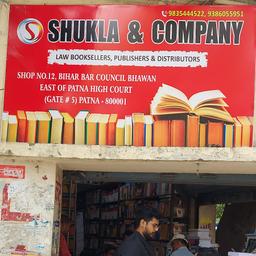 9835444522, 9386055951
S SHUKLA & COMPANY
LAW BOOKSELLERS, PUBLISHERS & DISTRIBUTORS
SHOP NO.12, BIHAR BAR COUNCIL BHAWAN
EAST OF PATNA HIGH COURT
(GATE # 5) PATNA - 800001